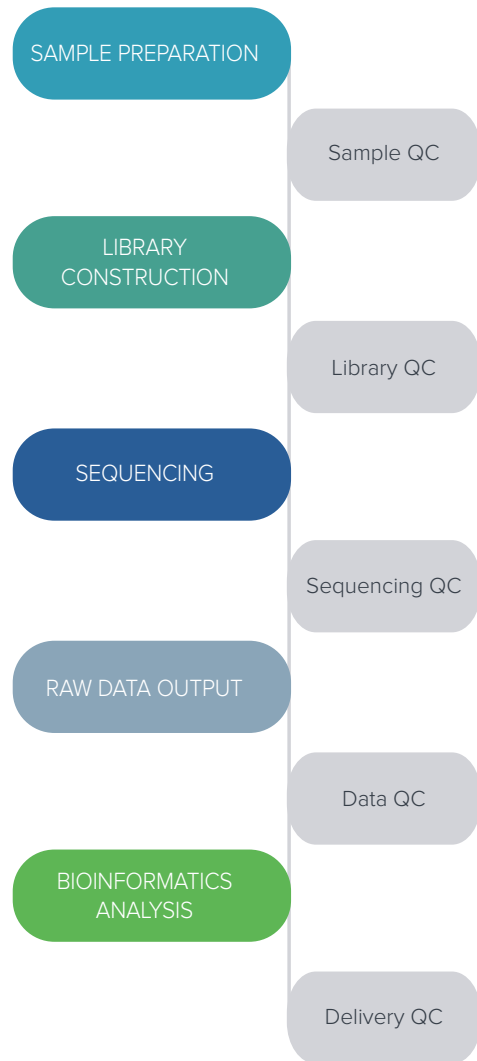 SAMPLE PREPARATION
Sample QC
LIBRARY
CONSTRUCTION
Library QC
SEQUENCING
Sequencing QC
RAW DATA OUTPUT
Data QC
BIOINFORMATICS
ANALYSIS
Delivery QC